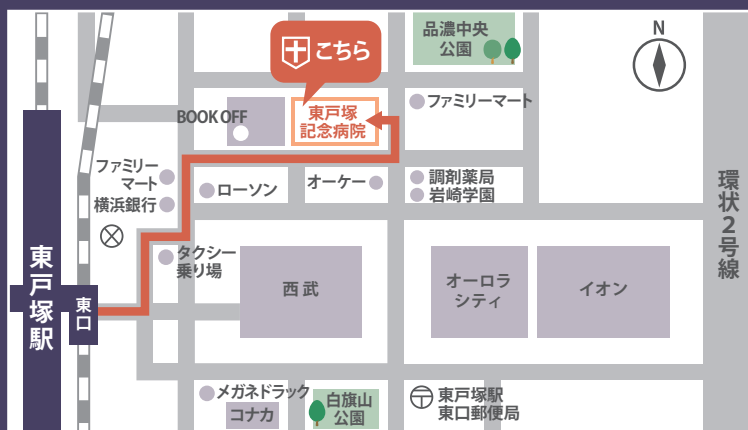 品濃中央
公園
N
こちら
BOOK OFF
東戸塚
記念病院
ファミリーマート
ファミリー
マート
横浜銀行
ローソン
オーケー
調剤薬局
岩崎学園
環状2号線
タクシー
乗り場
東戸塚駅
東口
西武
オーロラ
シティ
イオン
メガネドラッグ
コナカ
白旗山
公園
東戸塚駅
東口郵便局